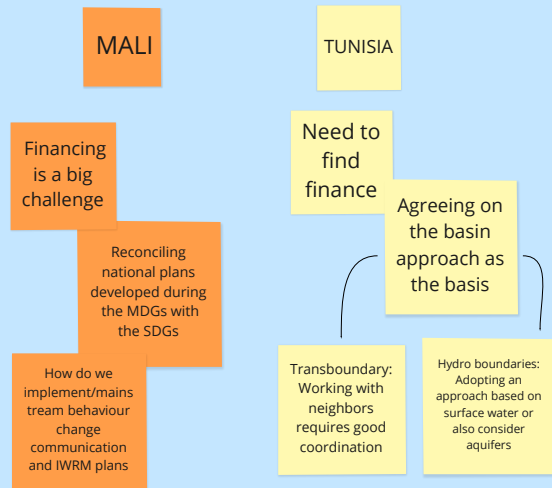 MALI
TUNISIA
Financing
is a big
challenge
Reconciling
national plans
developed during
the MDGs with
the SDGs
How do we
implement/mains
tream behaviour
change
communication
and IWRM plans
Need to
find
finance
Agreeing on
the basin
approach as
the basis
Transboundary:
Working with
neighbors
requires good
coordination
Hydro boundaries:
Adopting an
approach based on
surface water or
also consider
aquifers